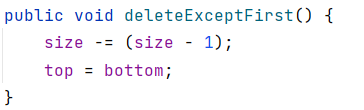 public void deleteExceptFirst() {
    size -= (size - 1);
    top = bottom;
}